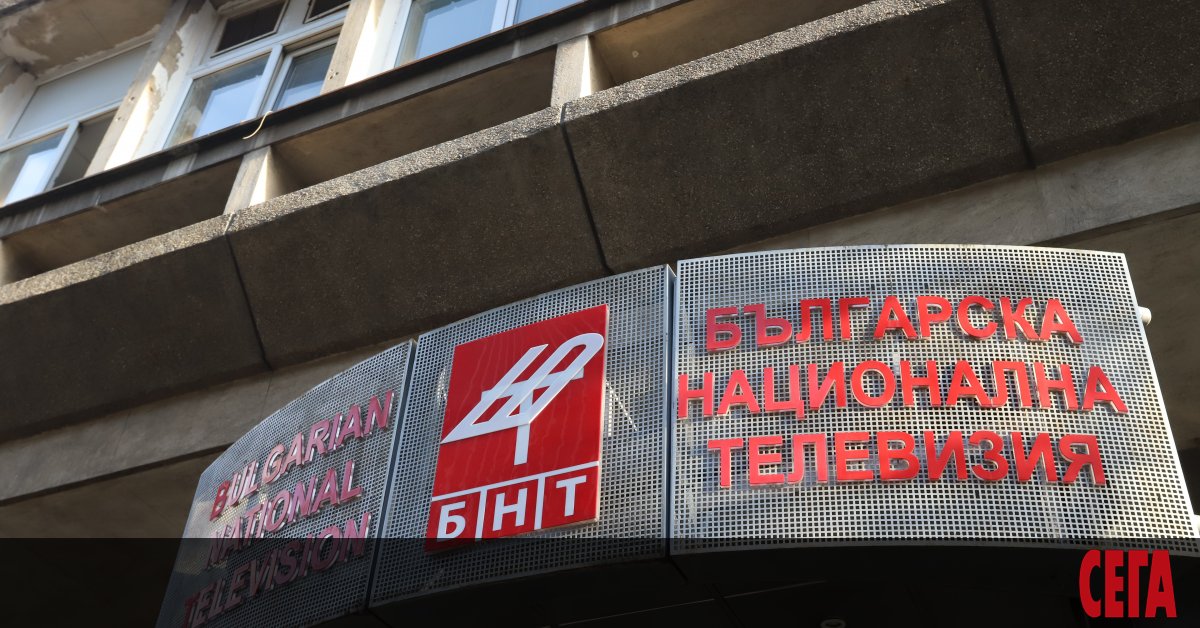 BULGARIAN
NATIONAL
TELEVISION
БНТ
БЪЛГАРСКА
НАЦИОНАЛНА
ТЕЛЕВИЗИЯ
СЕГА